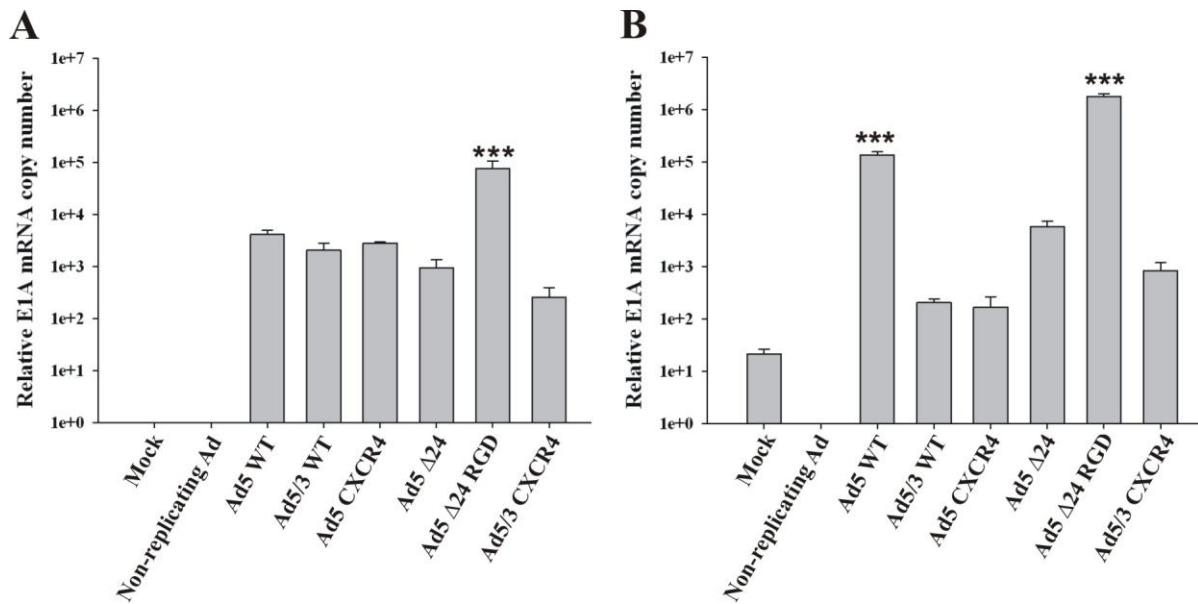 A
Relative E1A mRNA copy number
1e+7
1e+6
1e+5
1e+4
1e+3
1e+2
1e+1
1e+0
***
Mock
Non-replicating Ad
Ad5 WT
Ad5/3 WT
Ad5 CXCR4
Ad5 Δ24
Ad5 Δ24 RGD
Ad5/3 CXCR4
B
Relative E1A mRNA copy number
1e+7
1e+6
1e+5
1e+4
1e+3
1e+2
1e+1
1e+0
***
***
Mock
Non-replicating Ad
Ad5 WT
Ad5/3 WT
Ad5 CXCR4
Ad5 Δ24
Ad5 Δ24 RGD
Ad5/3 CXCR4